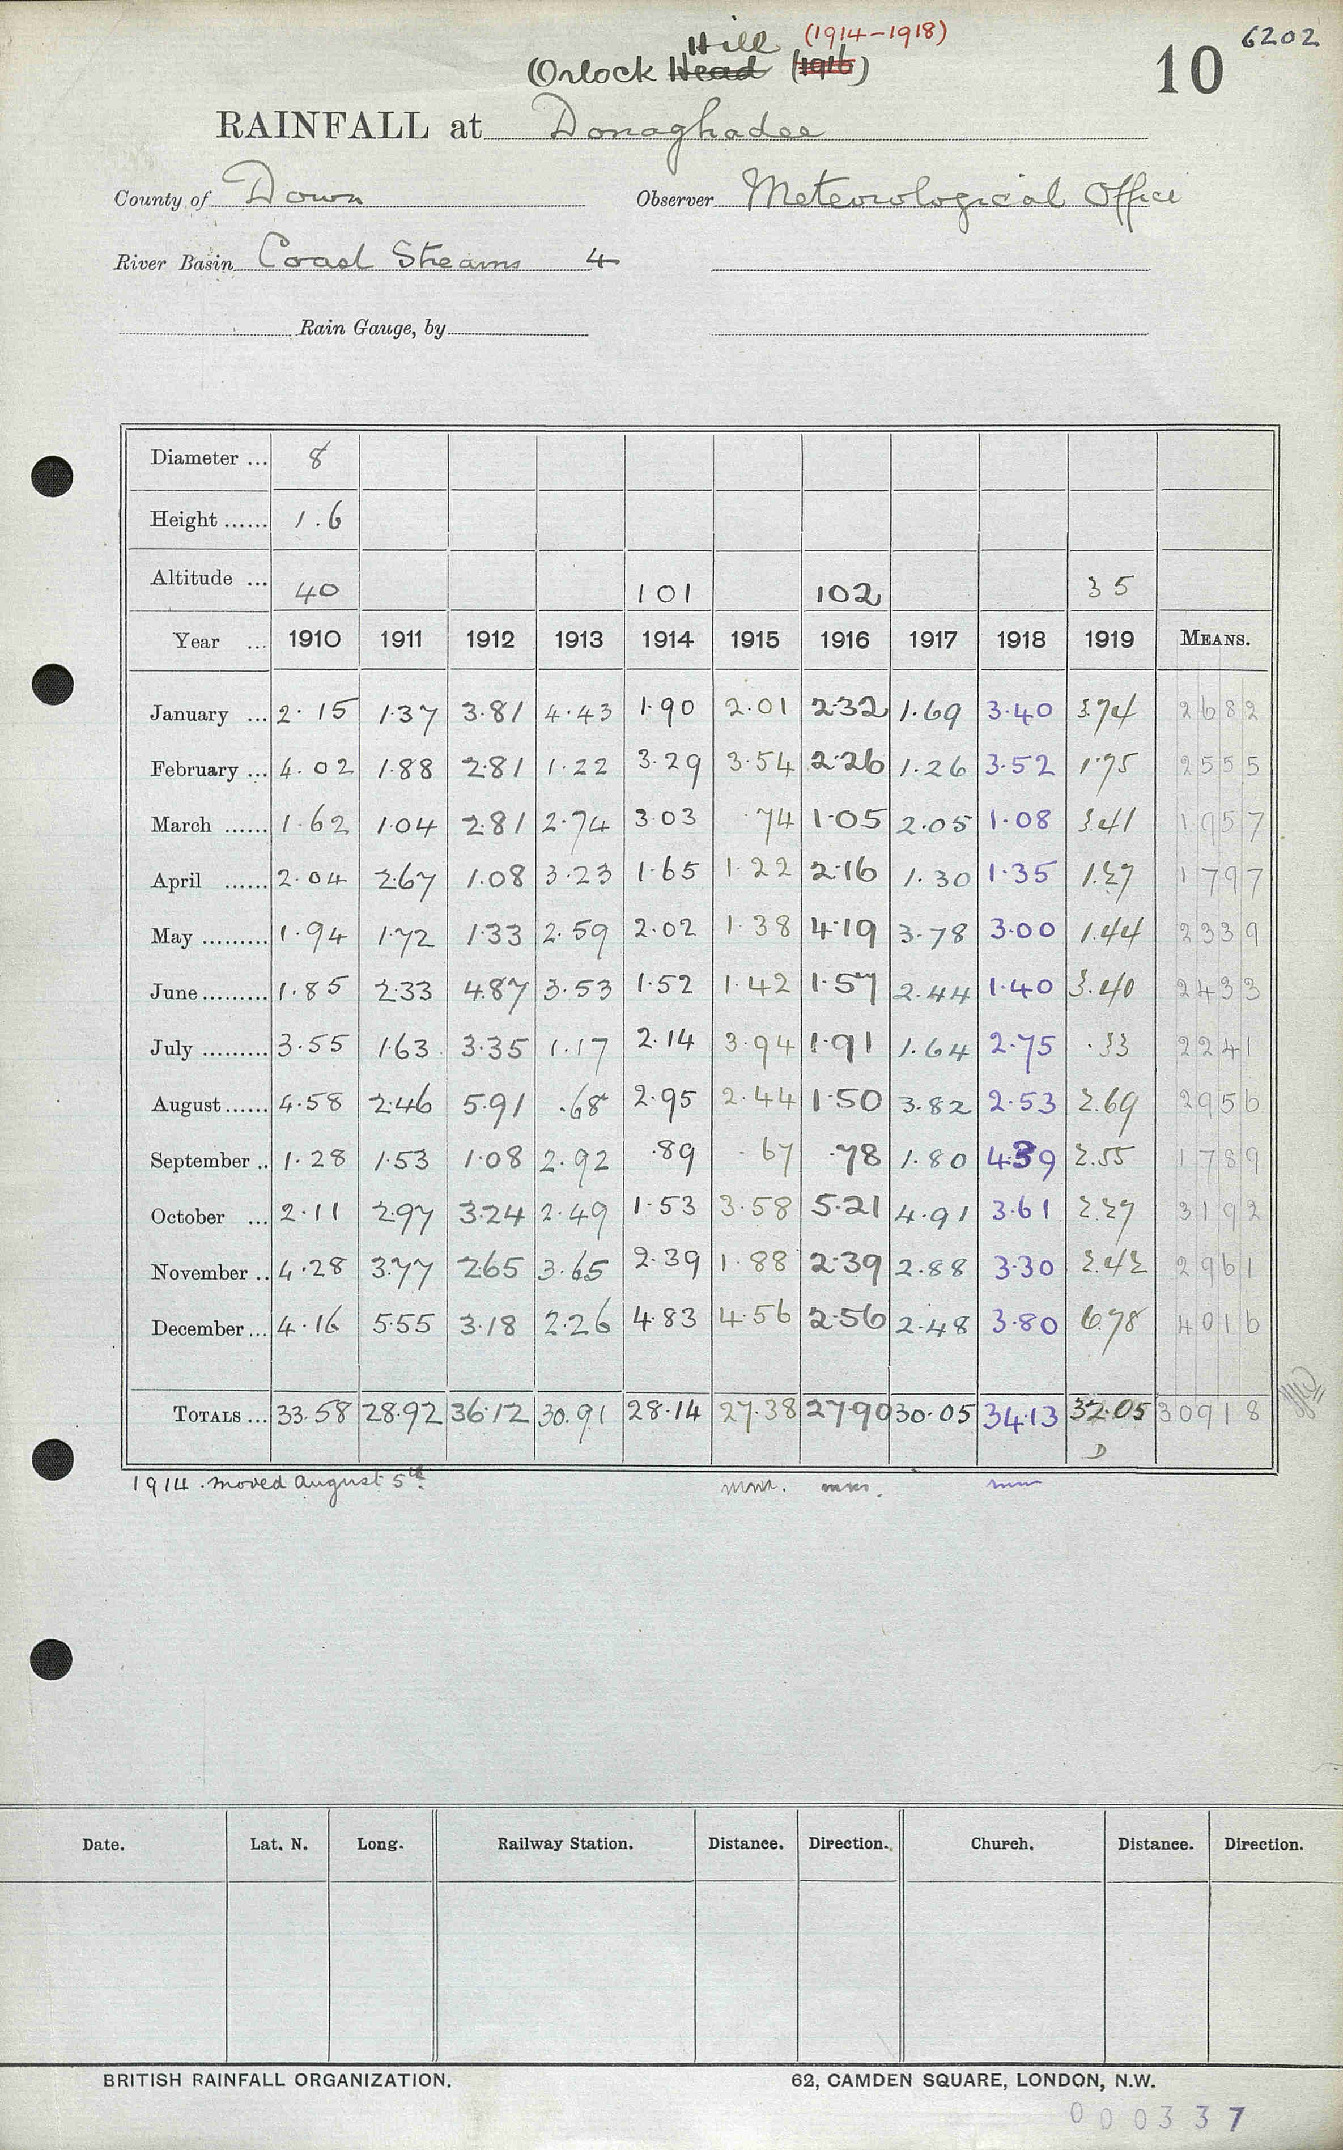 6202
Hill (1914-1918)
(Orlock Head (1916) 10
RAINFALL at Donaghadee
County of Down Observer Meteorological Office
River Basin Coast Streams 4
Rain Gauge, by
Diameter ... 8
Height ...... 1.6
Altitude ... 40 101 102 35
Year ... 1910 1911 1912 1913 1914 1915 1916 1917 1918 1919 MEANS.
January ... 2.15 1.37 3.81 4.43 1.90 2.01 2.32 1.69 3.40 3.74 2682
February ... 4.02 1.88 2.81 1.22 3.29 3.54 2.26 1.26 3.52 1.75 2555
March ...... 1.62 1.04 2.81 2.74 3.03 .74 1.05 2.05 1.08 3.41 1957
April ...... 2.04 2.67 1.08 3.23 1.65 1.22 2.16 1.30 1.35 1.27 1797
May ......... 1.94 1.72 1.33 2.59 2.02 1.38 4.19 3.78 3.00 1.44 2339
June ......... 1.85 2.33 4.87 3.53 1.52 1.42 1.57 2.44 1.40 3.40 2433
July ......... 3.55 1.63 3.35 1.17 2.14 3.94 1.91 1.64 2.75 .33 2241
August ...... 4.58 2.46 5.91 .68 2.95 2.44 1.50 3.82 2.53 2.69 2956
September .. 1.28 1.53 1.08 2.92 .89 .67 .78 1.80 4.39 2.55 1789
October ... 2.11 2.97 3.24 2.49 1.53 3.58 5.21 4.91 3.61 2.27 3192
November .. 4.28 3.77 2.65 3.65 2.39 1.88 2.39 2.88 3.30 2.42 2961
December ... 4.16 5.55 3.18 2.26 4.83 4.56 2.56 2.48 3.80 6.78 4016
TOTALS ... 33.58 28.92 36.12 30.91 28.14 27.38 27.90 30.05 34.13 32.05 30918
D
1914 . moved August 5th. mm. mm. mm
Date. Lat. N. Long. Railway Station. Distance. Direction. Church. Distance. Direction.
BRITISH RAINFALL ORGANIZATION. 62, CAMDEN SQUARE, LONDON, N.W.
000337